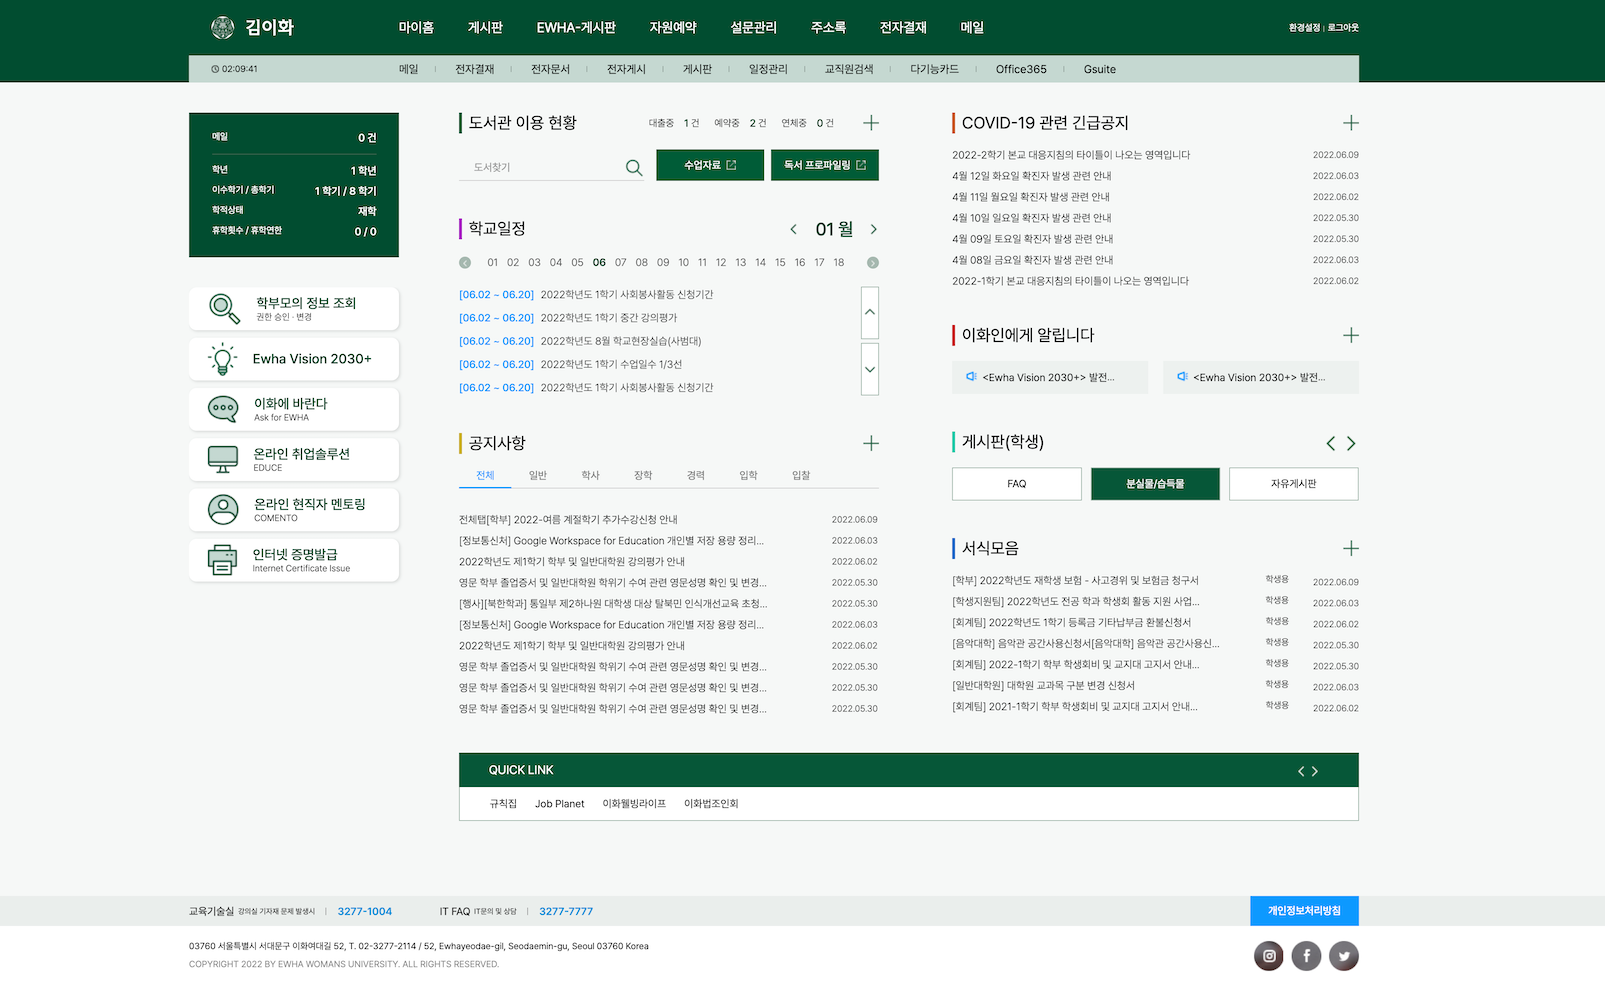 김이화
마이홈 게시판 EWHA-게시판 자원예약 설문관리 주소록 전자결재 메일
환경설정 | 로그아웃
02:09:41
메일 전자결재 전자문서 전자게시 게시판 일정관리 교직원검색 다기능카드 Office365 Gsuite
메일 0 건
학년 1 학년
이수학기 / 총학기 1 학기 / 8 학기
학적상태 재학
휴학횟수 / 휴학연한 0 / 0
학부모의 정보 조회
권한 승인 · 변경
Ewha Vision 2030+
이화에 바란다
Ask for EWHA
온라인 취업솔루션
EDUCE
온라인 현직자 멘토링
COMENTO
인터넷 증명발급
Internet Certificate Issue
도서관 이용 현황 대출중 1 건 예약중 2 건 연체중 0 건
도서찾기 수업자료 독서 프로파일링
학교일정 01 월
01 02 03 04 05 06 07 08 09 10 11 12 13 14 15 16 17 18
[06.02 ~ 06.20] 2022학년도 1학기 사회봉사활동 신청기간
[06.02 ~ 06.20] 2022학년도 1학기 중간 강의평가
[06.02 ~ 06.20] 2022학년도 8월 학교현장실습(사범대)
[06.02 ~ 06.20] 2022학년도 1학기 수업일수 1/3선
[06.02 ~ 06.20] 2022학년도 1학기 사회봉사활동 신청기간
공지사항
전체 일반 학사 장학 경력 입학 입찰
전체탭[학부] 2022-여름 계절학기 추가수강신청 안내 2022.06.09
[정보통신처] Google Workspace for Education 개인별 저장 용량 정리... 2022.06.03
2022학년도 제1학기 학부 및 일반대학원 강의평가 안내 2022.06.02
영문 학부 졸업증서 및 일반대학원 학위기 수여 관련 영문성명 확인 및 변경... 2022.05.30
[행사][북한학과] 통일부 제2하나원 대학생 대상 탈북민 인식개선교육 초청... 2022.05.30
[정보통신처] Google Workspace for Education 개인별 저장 용량 정리... 2022.06.03
2022학년도 제1학기 학부 및 일반대학원 강의평가 안내 2022.06.02
영문 학부 졸업증서 및 일반대학원 학위기 수여 관련 영문성명 확인 및 변경... 2022.05.30
영문 학부 졸업증서 및 일반대학원 학위기 수여 관련 영문성명 확인 및 변경... 2022.05.30
영문 학부 졸업증서 및 일반대학원 학위기 수여 관련 영문성명 확인 및 변경... 2022.05.30
COVID-19 관련 긴급공지
2022-2학기 본교 대응지침의 타이틀이 나오는 영역입니다 2022.06.09
4월 12일 화요일 확진자 발생 관련 안내 2022.06.03
4월 11일 월요일 확진자 발생 관련 안내 2022.06.02
4월 10일 일요일 확진자 발생 관련 안내 2022.05.30
4월 09일 토요일 확진자 발생 관련 안내 2022.05.30
4월 08일 금요일 확진자 발생 관련 안내 2022.06.03
2022-1학기 본교 대응지침의 타이틀이 나오는 영역입니다 2022.06.02
이화인에게 알립니다
<Ewha Vision 2030+> 발전... <Ewha Vision 2030+> 발전...
게시판(학생)
FAQ 분실물/습득물 자유게시판
서식모음
[학부] 2022학년도 재학생 보험 - 사고경위 및 보험금 청구서 학생용 2022.06.09
[학생지원팀] 2022학년도 전공 학과 학생회 활동 지원 사업... 학생용 2022.06.03
[회계팀] 2022학년도 1학기 등록금 기타납부금 환불신청서 학생용 2022.06.02
[음악대학] 음악관 공간사용신청서[음악대학] 음악관 공간사용신... 학생용 2022.05.30
[회계팀] 2022-1학기 학부 학생회비 및 교지대 고지서 안내... 학생용 2022.05.30
[일반대학원] 대학원 교과목 구분 변경 신청서 학생용 2022.06.03
[회계팀] 2021-1학기 학부 학생회비 및 교지대 고지서 안내... 학생용 2022.06.02
QUICK LINK
규칙집 Job Planet 이화웰빙라이프 이화법조인회
교육기술실 강의실 기자재 문제 발생시 | 3277-1004 IT FAQ IT문의 및 상담 | 3277-7777
개인정보처리방침
03760 서울특별시 서대문구 이화여대길 52, T. 02-3277-2114 / 52, Ewhayeodae-gil, Seodaemin-gu, Seoul 03760 Korea
COPYRIGHT 2022 BY EWHA WOMANS UNIVERSITY. ALL RIGHTS RESERVED.